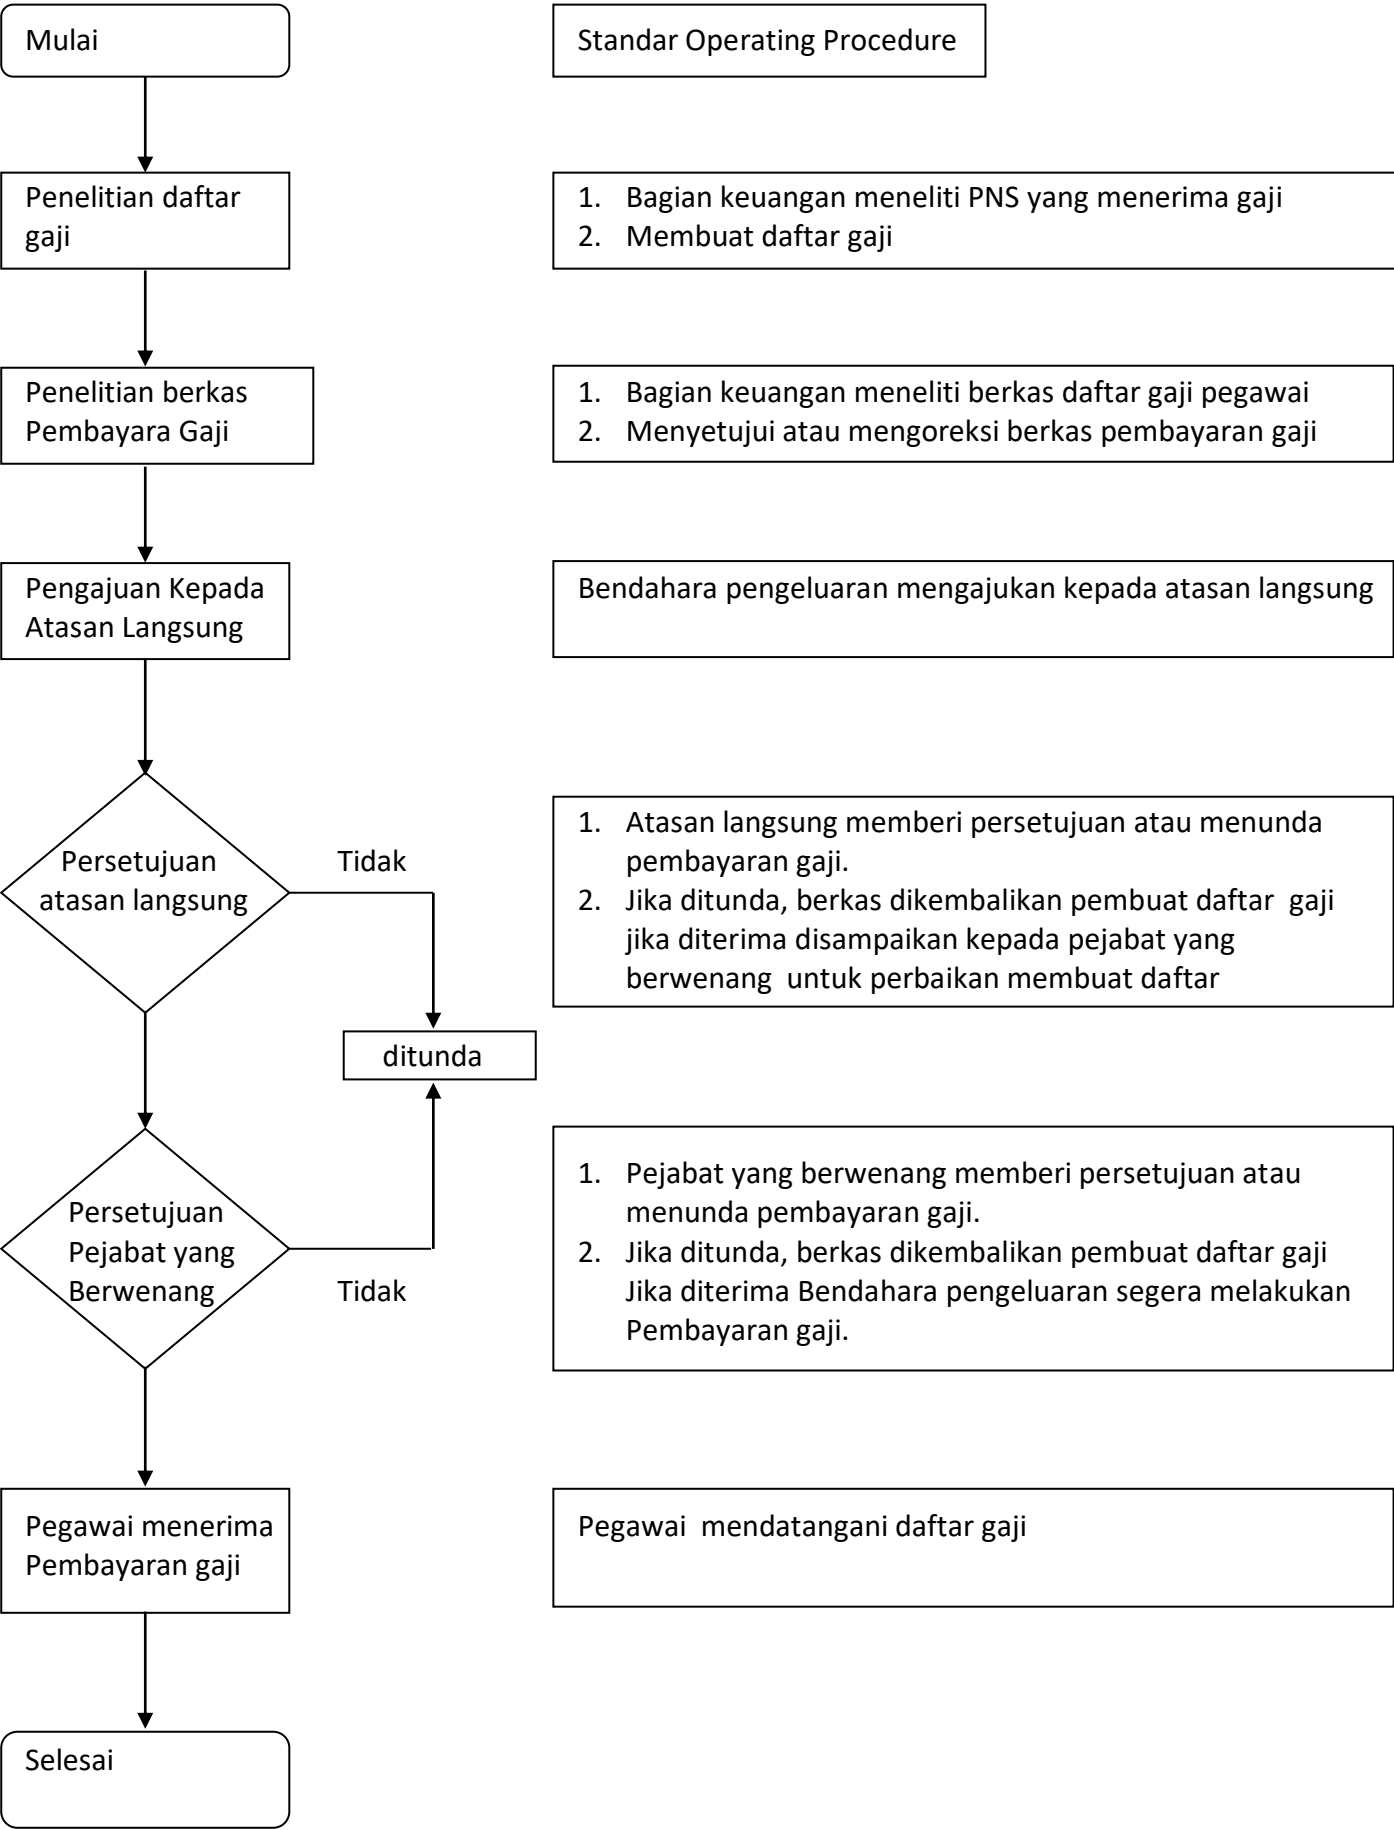 Mulai
Standar Operating Procedure
Penelitian daftar
gaji
1. Bagian keuangan meneliti PNS yang menerima gaji
2. Membuat daftar gaji
Penelitian berkas
Pembayara Gaji
1. Bagian keuangan meneliti berkas daftar gaji pegawai
2. Menyetujui atau mengoreksi berkas pembayaran gaji
Pengajuan Kepada
Atasan Langsung
Bendahara pengeluaran mengajukan kepada atasan langsung
Persetujuan
atasan langsung
Tidak
1. Atasan langsung memberi persetujuan atau menunda
pembayaran gaji.
2. Jika ditunda, berkas dikembalikan pembuat daftar gaji
jika diterima disampaikan kepada pejabat yang
berwenang untuk perbaikan membuat daftar
ditunda
Persetujuan
Pejabat yang
Berwenang
Tidak
1. Pejabat yang berwenang memberi persetujuan atau
menunda pembayaran gaji.
2. Jika ditunda, berkas dikembalikan pembuat daftar gaji
Jika diterima Bendahara pengeluaran segera melakukan
Pembayaran gaji.
Pegawai menerima
Pembayaran gaji
Pegawai mendatangani daftar gaji
Selesai